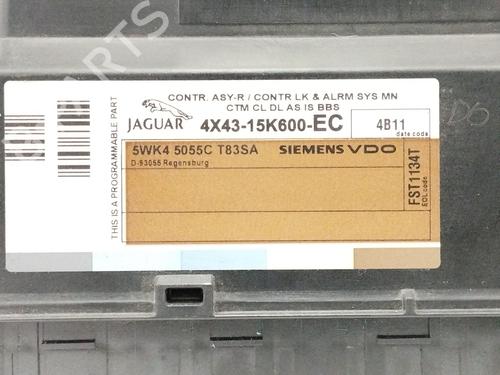 CONTR. ASY-R / CONTR LK & ALRM SYS MN
CTM CL DL AS IS BBS
JAGUAR 4X43-15K600-EC 4B11
date code
5WK4 5055C T83SA SIEMENS VDO
D-93055 Regensburg
FST1134T
EOL code
THIS IS A PROGRAMMABLE PART
PARTS